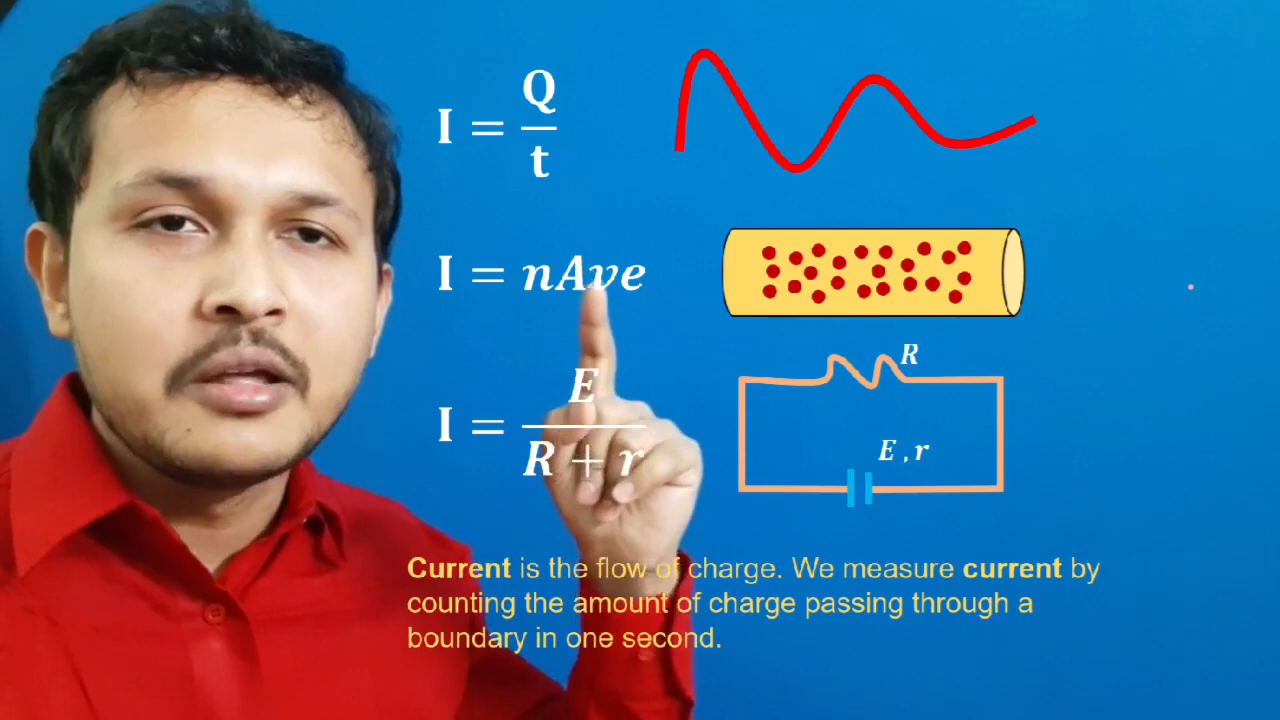 I = Q/t
I = nAve
R
I = E/R + r
E , r
Current is the flow of charge. We measure current by
counting the amount of charge passing through a
boundary in one second.